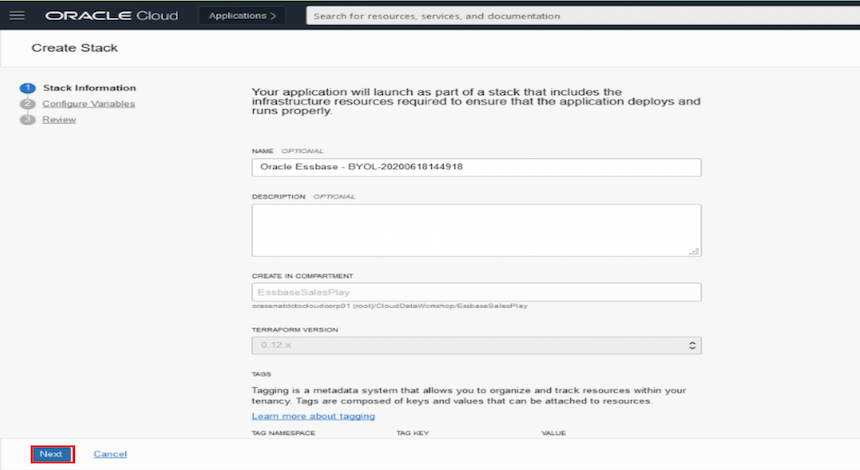 ORACLE Cloud
Applications >
Search for resources, services, and documentation
Create Stack
1 Stack Information
2 Configure Variables
3 Review
Your application will launch as part of a stack that includes the
infrastructure resources required to ensure that the application deploys and
runs properly.
NAME OPTIONAL
Oracle Essbase - BYOL-20200618144918
DESCRIPTION OPTIONAL
CREATE IN COMPARTMENT
EssbaseSalesPlay
(root)/CloudDataWorkshop/EssbaseSalesPlay
TERRAFORM VERSION
0.12.x
TAGS
Tagging is a metadata system that allows you to organize and track resources within your
tenancy. Tags are composed of keys and values that can be attached to resources.
Learn more about tagging
TAG NAMESPACE
TAG KEY
VALUE
Next
Cancel